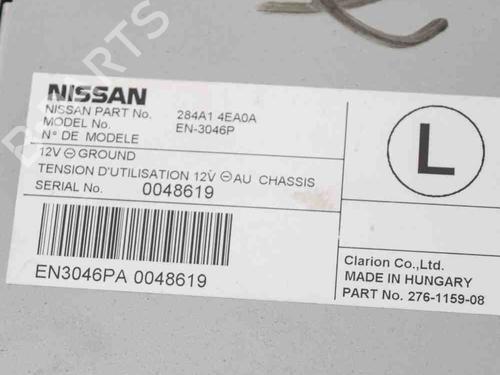 NISSAN
NISSAN PART No. 284A1 4EA0A
MODEL No. EN-3046P
N° DE MODELE
12V ⊖ GROUND
TENSION D'UTILISATION 12V ⊖ AU CHASSIS
SERIAL No. 0048619
EN3046PA 0048619
L
Clarion Co.,Ltd.
MADE IN HUNGARY
PART No. 276-1159-08
B PARTS